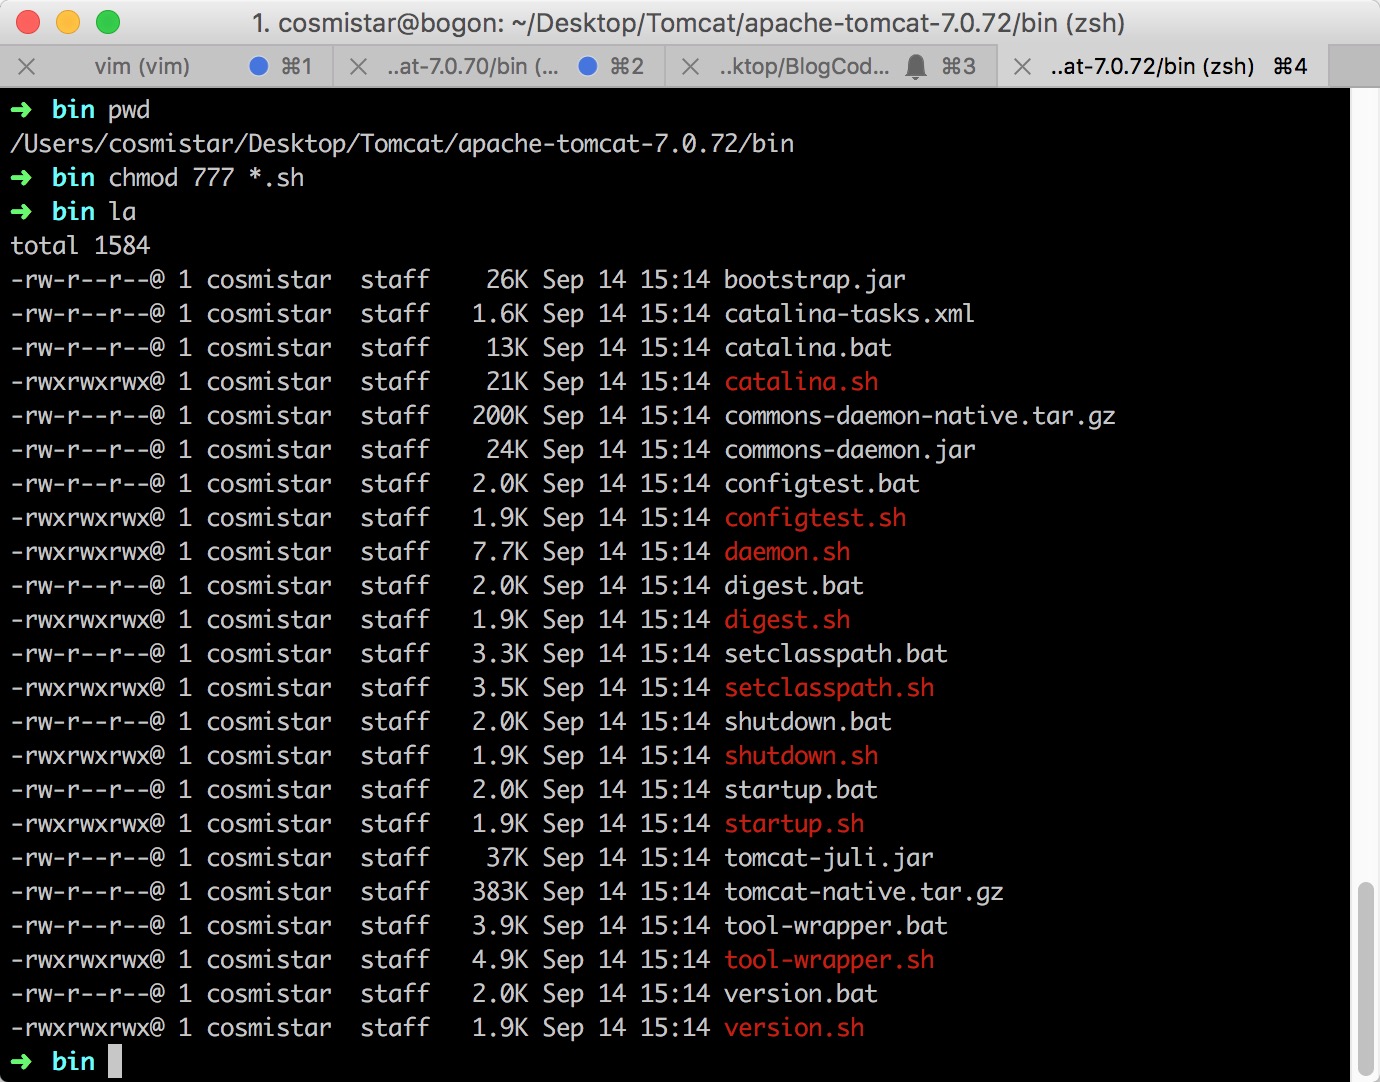 1. cosmistar@bogon: ~/Desktop/Tomcat/apache-tomcat-7.0.72/bin (zsh)
vim (vim) ⌘1 ..at-7.0.70/bin (... ⌘2 ..ktop/BlogCod... ⌘3 ..at-7.0.72/bin (zsh) ⌘4
➜ bin pwd
/Users/cosmistar/Desktop/Tomcat/apache-tomcat-7.0.72/bin
➜ bin chmod 777 *.sh
➜ bin la
total 1584
-rw-r--r--@ 1 cosmistar  staff    26K Sep 14 15:14 bootstrap.jar
-rw-r--r--@ 1 cosmistar  staff   1.6K Sep 14 15:14 catalina-tasks.xml
-rw-r--r--@ 1 cosmistar  staff    13K Sep 14 15:14 catalina.bat
-rwxrwxrwx@ 1 cosmistar  staff    21K Sep 14 15:14 catalina.sh
-rw-r--r--@ 1 cosmistar  staff   200K Sep 14 15:14 commons-daemon-native.tar.gz
-rw-r--r--@ 1 cosmistar  staff    24K Sep 14 15:14 commons-daemon.jar
-rw-r--r--@ 1 cosmistar  staff   2.0K Sep 14 15:14 configtest.bat
-rwxrwxrwx@ 1 cosmistar  staff   1.9K Sep 14 15:14 configtest.sh
-rwxrwxrwx@ 1 cosmistar  staff   7.7K Sep 14 15:14 daemon.sh
-rw-r--r--@ 1 cosmistar  staff   2.0K Sep 14 15:14 digest.bat
-rwxrwxrwx@ 1 cosmistar  staff   1.9K Sep 14 15:14 digest.sh
-rw-r--r--@ 1 cosmistar  staff   3.3K Sep 14 15:14 setclasspath.bat
-rwxrwxrwx@ 1 cosmistar  staff   3.5K Sep 14 15:14 setclasspath.sh
-rw-r--r--@ 1 cosmistar  staff   2.0K Sep 14 15:14 shutdown.bat
-rwxrwxrwx@ 1 cosmistar  staff   1.9K Sep 14 15:14 shutdown.sh
-rw-r--r--@ 1 cosmistar  staff   2.0K Sep 14 15:14 startup.bat
-rwxrwxrwx@ 1 cosmistar  staff   1.9K Sep 14 15:14 startup.sh
-rw-r--r--@ 1 cosmistar  staff    37K Sep 14 15:14 tomcat-juli.jar
-rw-r--r--@ 1 cosmistar  staff   383K Sep 14 15:14 tomcat-native.tar.gz
-rw-r--r--@ 1 cosmistar  staff   3.9K Sep 14 15:14 tool-wrapper.bat
-rwxrwxrwx@ 1 cosmistar  staff   4.9K Sep 14 15:14 tool-wrapper.sh
-rw-r--r--@ 1 cosmistar  staff   2.0K Sep 14 15:14 version.bat
-rwxrwxrwx@ 1 cosmistar  staff   1.9K Sep 14 15:14 version.sh
➜ bin